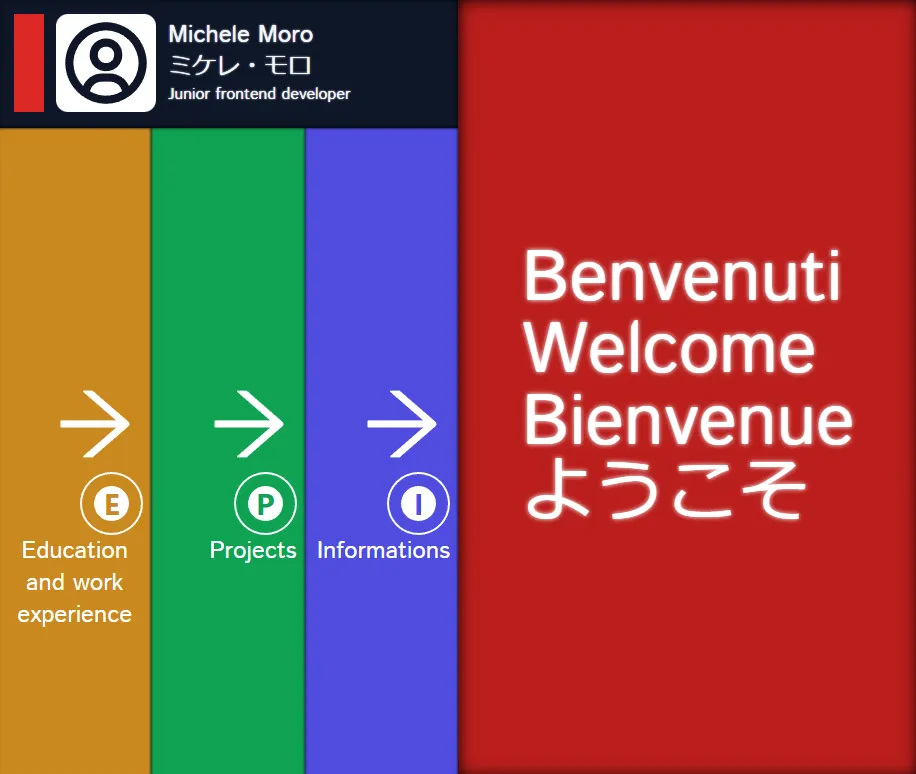 Michele Moro
ミケレ・モロ
Junior frontend developer
E
Education
and work
experience
P
Projects
I
Informations
Benvenuti
Welcome
Bienvenue
ようこそ